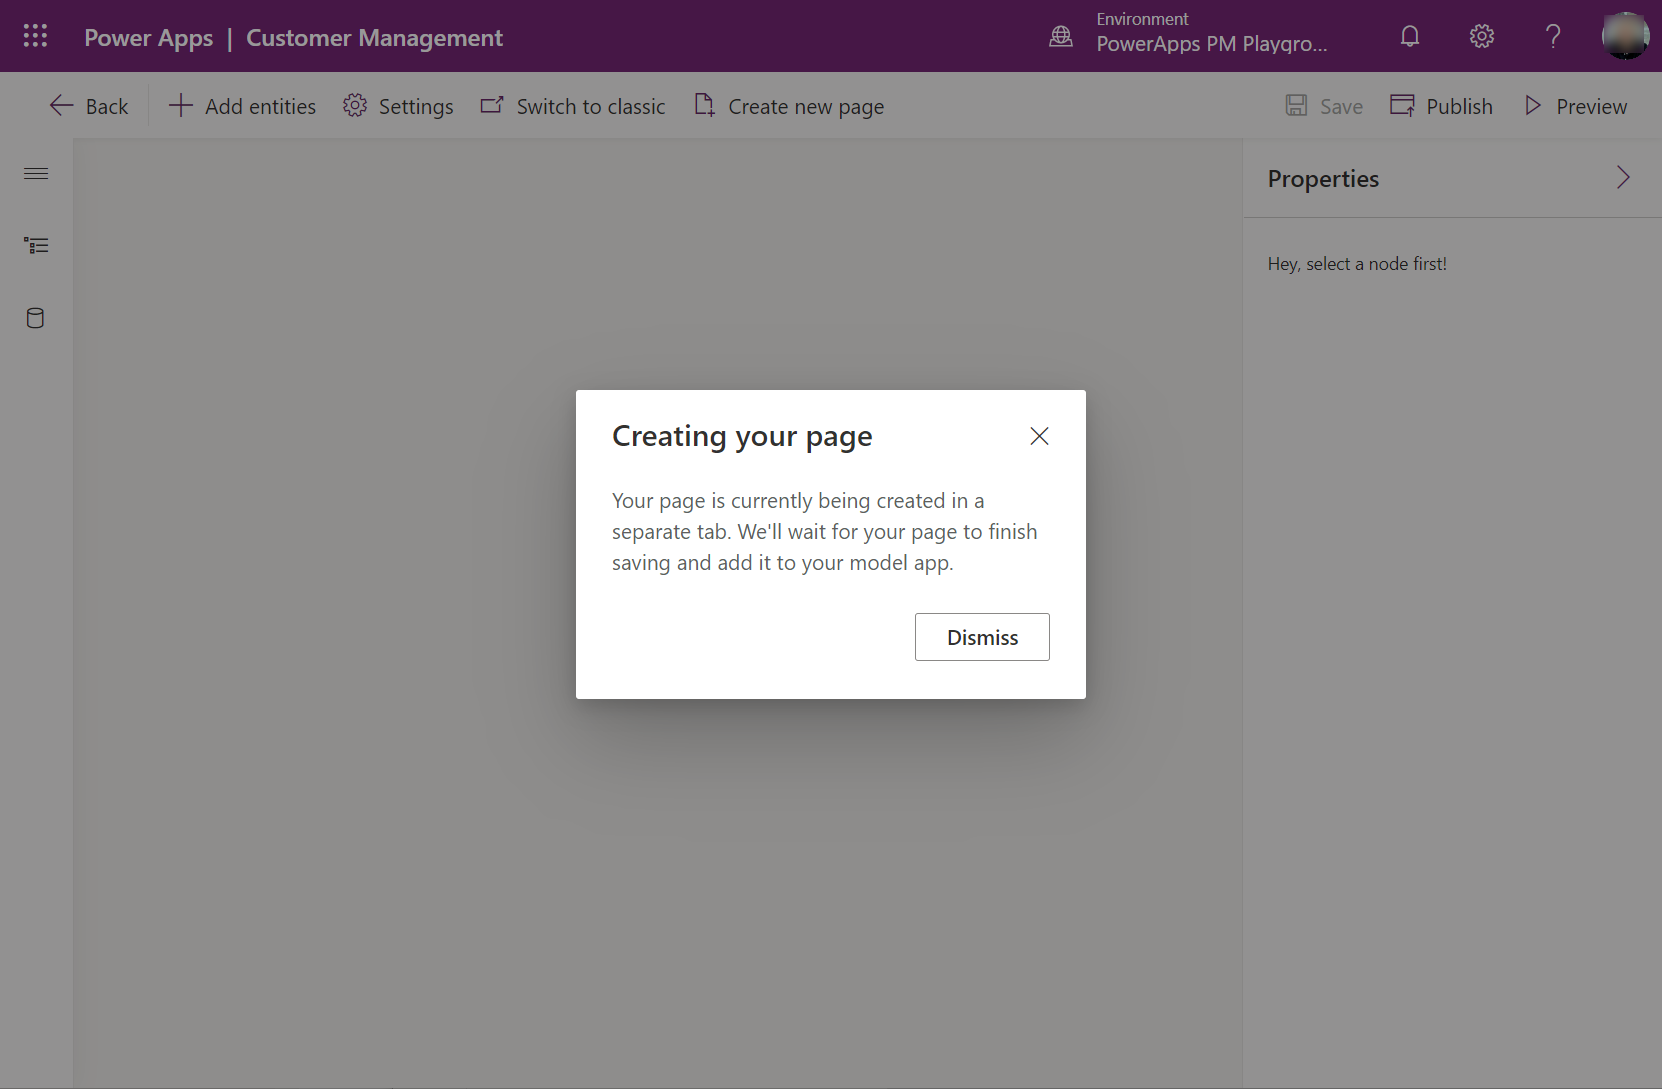 Power Apps | Customer Management
Environment
PowerApps PM Playgro...
Back
Add entities
Settings
Switch to classic
Create new page
Save
Publish
Preview
Properties
Hey, select a node first!
Creating your page
Your page is currently being created in a
separate tab. We'll wait for your page to finish
saving and add it to your model app.
Dismiss